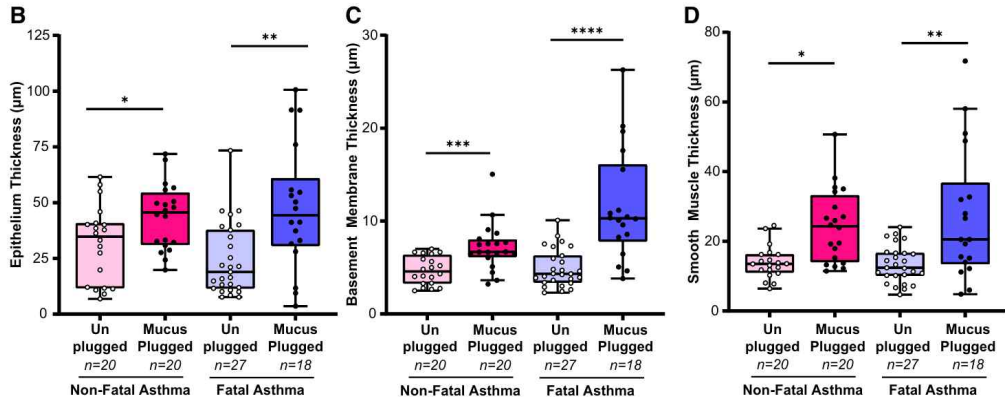 B
Epithelium Thickness (µm)
125
100
75
50
25
0
*
**
Un
plugged
n=20
Mucus
Plugged
n=20
Un
plugged
n=27
Mucus
Plugged
n=18
Non-Fatal Asthma
Fatal Asthma
C
Basement Membrane Thickness (µm)
30
20
10
0
***
****
Un
plugged
n=20
Mucus
Plugged
n=20
Un
plugged
n=27
Mucus
Plugged
n=18
Non-Fatal Asthma
Fatal Asthma
D
Smooth Muscle Thickness (µm)
80
60
40
20
0
*
**
Un
plugged
n=20
Mucus
Plugged
n=20
Un
plugged
n=27
Mucus
Plugged
n=18
Non-Fatal Asthma
Fatal Asthma